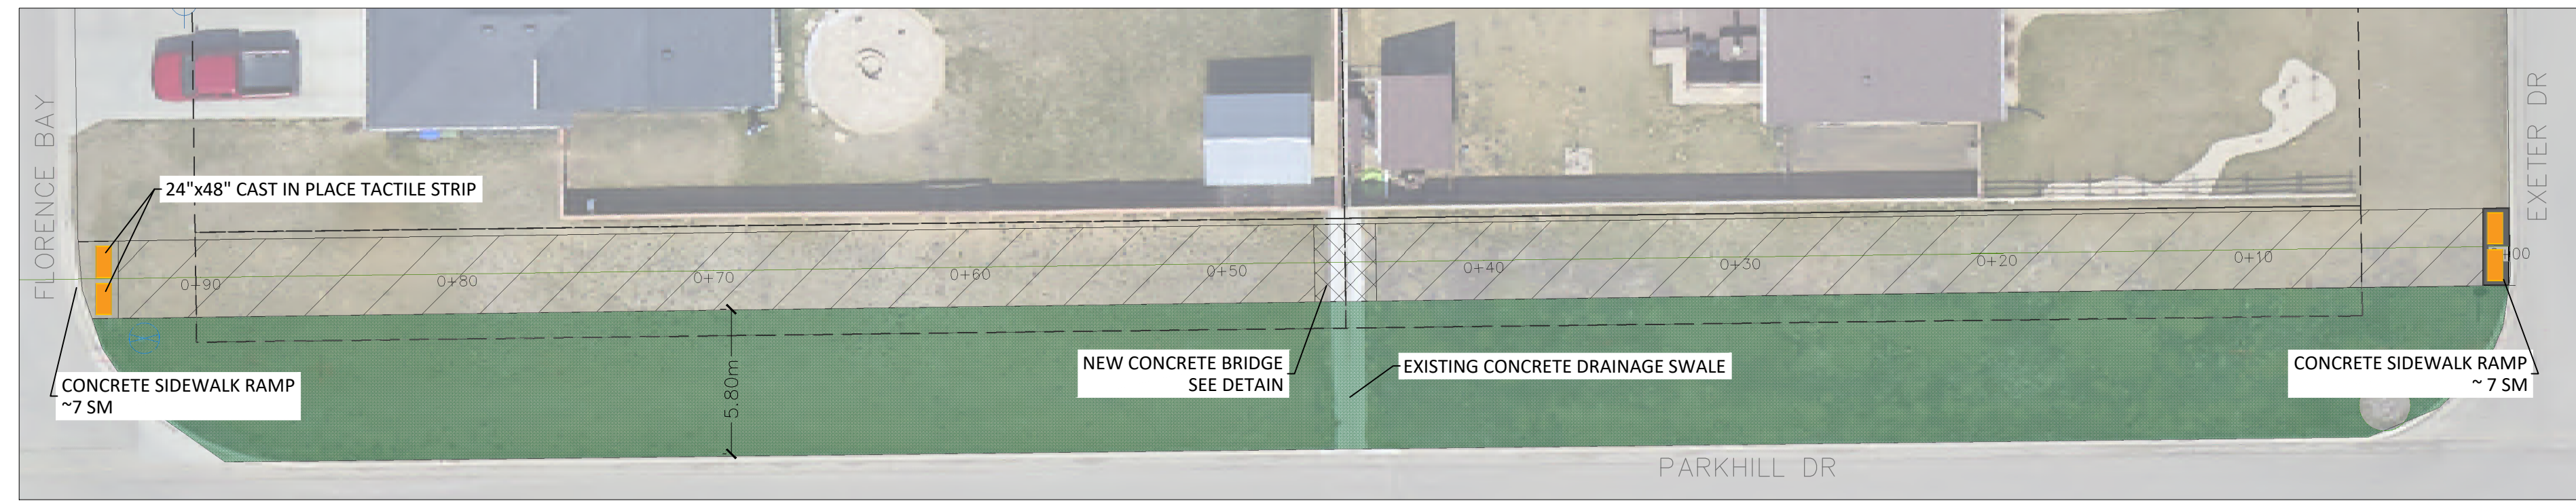 FLORENCE BAY
24"x48" CAST IN PLACE TACTILE STRIP
EXETER DR
0+90
0+80
0+70
0+60
0+50
0+40
0+30
0+20
0+10
+00
CONCRETE SIDEWALK RAMP
~7 SM
5.80m
NEW CONCRETE BRIDGE
SEE DETAIN
EXISTING CONCRETE DRAINAGE SWALE
CONCRETE SIDEWALK RAMP
~ 7 SM
PARKHILL DR